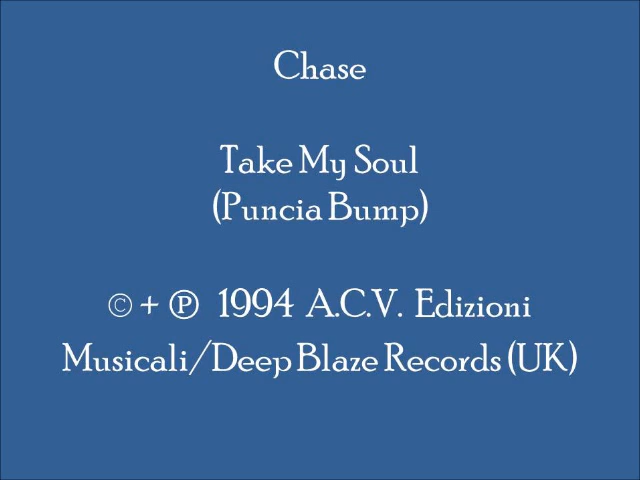 Chase
Take My Soul
(Puncia Bump)
© + ℗ 1994 A.C.V. Edizioni
Musicali/Deep Blaze Records (UK)